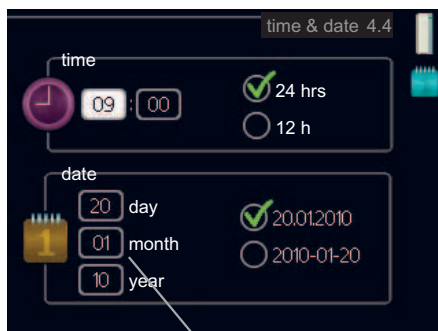 time & date 4.4
time
09 : 00
24 hrs
12 h
date
20 day
01 month
10 year
20.01.2010
2010-01-20
1